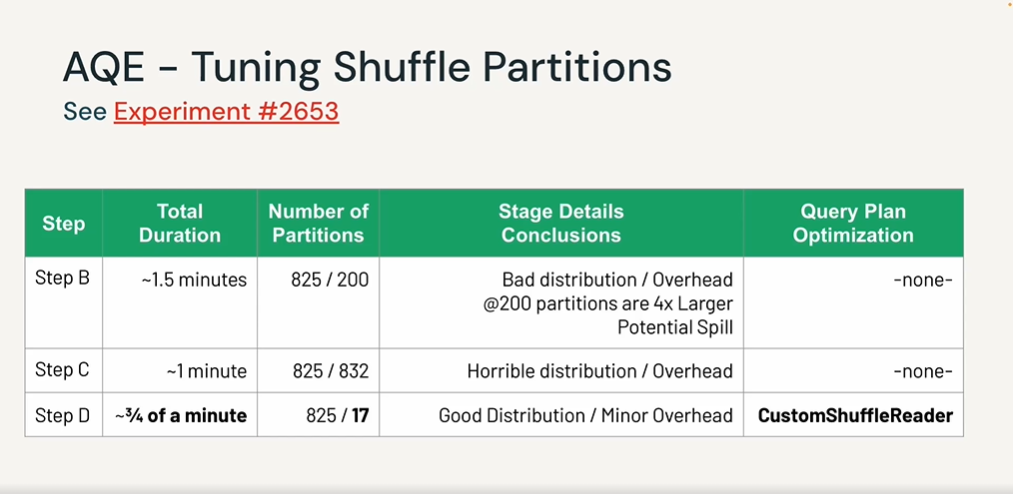 AQE – Tuning Shuffle Partitions
See Experiment #2653
Step
Total
Duration
Number of
Partitions
Stage Details
Conclusions
Query Plan
Optimization
Step B
~1.5 minutes
825 / 200
Bad distribution / Overhead
@200 partitions are 4x Larger
Potential Spill
-none-
Step C
~1 minute
825 / 832
Horrible distribution / Overhead
-none-
Step D
~¾ of a minute
825 / 17
Good Distribution / Minor Overhead
CustomShuffleReader